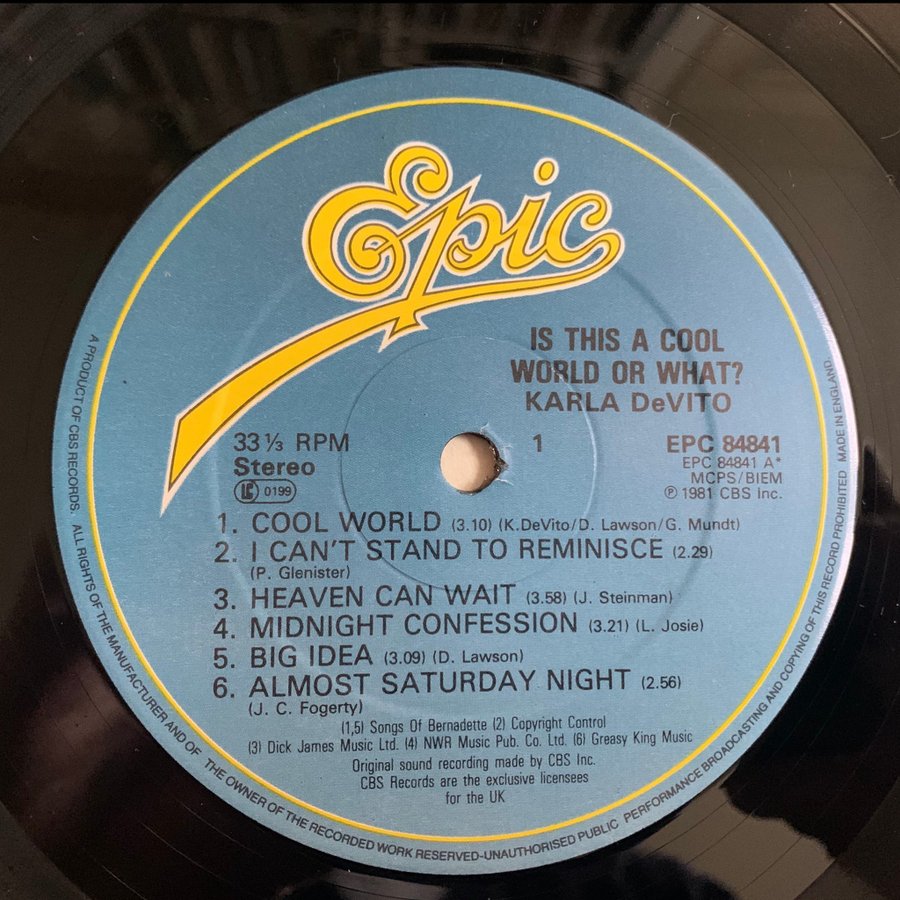 Epic
IS THIS A COOL
WORLD OR WHAT?
KARLA DeVITO
33 ⅓ RPM
Stereo
LC 0199
1
EPC 84841
EPC 84841 A*
MCPS/BIEM
℗ 1981 CBS Inc.
1. COOL WORLD (3.10) (K.DeVito/D. Lawson/G. Mundt)
2. I CAN'T STAND TO REMINISCE (2.29)
(P. Glenister)
3. HEAVEN CAN WAIT (3.58) (J. Steinman)
4. MIDNIGHT CONFESSION (3.21) (L. Josie)
5. BIG IDEA (3.09) (D. Lawson)
6. ALMOST SATURDAY NIGHT (2.56)
(J. C. Fogerty)
(1,5) Songs Of Bernadette (2) Copyright Control
(3) Dick James Music Ltd. (4) NWR Music Pub. Co. Ltd. (6) Greasy King Music
Original sound recording made by CBS Inc.
CBS Records are the exclusive licensees
for the UK
A PRODUCT OF CBS RECORDS. ALL RIGHTS OF THE MANUFACTURER AND OF THE OWNER OF THE RECORDED WORK RESERVED-UNAUTHORISED PUBLIC PERFORMANCE BROADCASTING AND COPYING OF THIS RECORD PROHIBITED MADE IN ENGLAND.